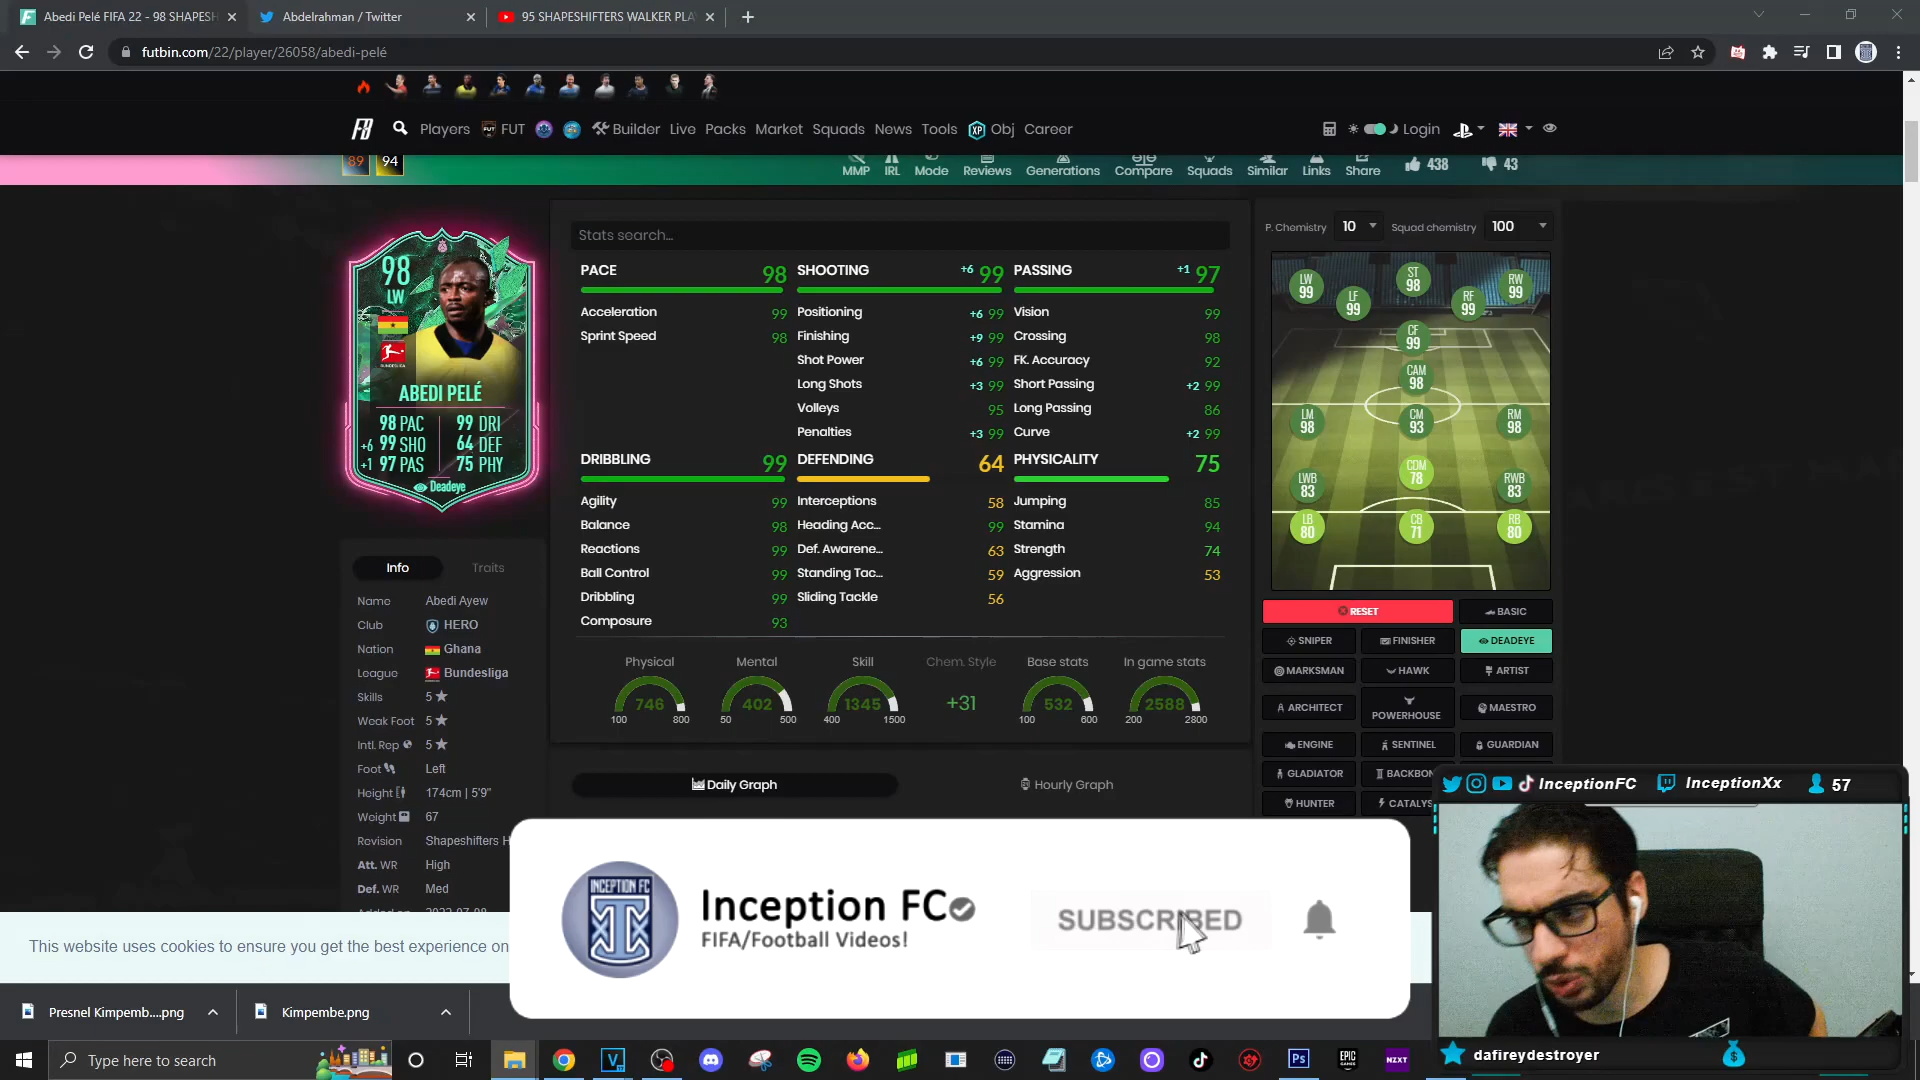 Abedi Pelé FIFA 22 - 98 SHAPESH
Abdelrahman / Twitter
95 SHAPESHIFTERS WALKER PLA
futbin.com/22/player/26058/abedi-pelé
Players
FUT
Builder
Live
Packs
Market
Squads
News
Tools
XP Obj
Career
Login
89 94
MMP
IRL
Mode
Reviews
Generations
Compare
Squads
Similar
Links
Share
438
43
98
LW
ABEDI PELÉ
98 PAC 99 DRI
+6 99 SHO 64 DEF
+1 97 PAS 75 PHY
Deadeye
Info
Traits
Name Abedi Ayew
Club HERO
Nation Ghana
League Bundesliga
Skills 5
Weak Foot 5
Intl. Rep 5
Foot Left
Height 174cm | 5'9"
Weight 67
Revision Shapeshifters H
Att. WR High
Def. WR Med
Stats search...
PACE 98
Acceleration 99
Sprint Speed 98
SHOOTING +6 99
Positioning +6 99
Finishing +9 99
Shot Power +6 99
Long Shots +3 99
Volleys 95
Penalties +3 99
PASSING +1 97
Vision 99
Crossing 98
FK. Accuracy 92
Short Passing +2 99
Long Passing 86
Curve +2 99
DRIBBLING 99
Agility 99
Balance 98
Reactions 99
Ball Control 99
Dribbling 99
Composure 93
DEFENDING 64
Interceptions 58
Heading Acc... 99
Def. Awarene... 63
Standing Tac... 59
Sliding Tackle 56
PHYSICALITY 75
Jumping 85
Stamina 94
Strength 74
Aggression 53
Physical 746 100 800
Mental 402 50 500
Skill 1345 400 1500
Chem. Style +31
Base stats 532 100 600
In game stats 2588 200 2800
Daily Graph
Hourly Graph
P. Chemistry 10
Squad chemistry 100
LW 99
ST 98
RW 99
LF 99
RF 99
CF 99
CAM 98
LM 98
CM 93
RM 98
CDM 78
LWB 83
RWB 83
LB 80
CB 71
RB 80
RESET
BASIC
SNIPER
FINISHER
DEADEYE
MARKSMAN
HAWK
ARTIST
ARCHITECT
POWERHOUSE
MAESTRO
ENGINE
SENTINEL
GUARDIAN
GLADIATOR
BACKBON
HUNTER
CATALYS
InceptionFC
InceptionXx
57
INCEPTION FC
Inception FC
FIFA/Football Videos!
SUBSCRIBED
This website uses cookies to ensure you get the best experience on
Presnel Kimpemb....png
Kimpembe.png
dafireydestroyer
Type here to search
Ps
EPIC GAMES
NZXT